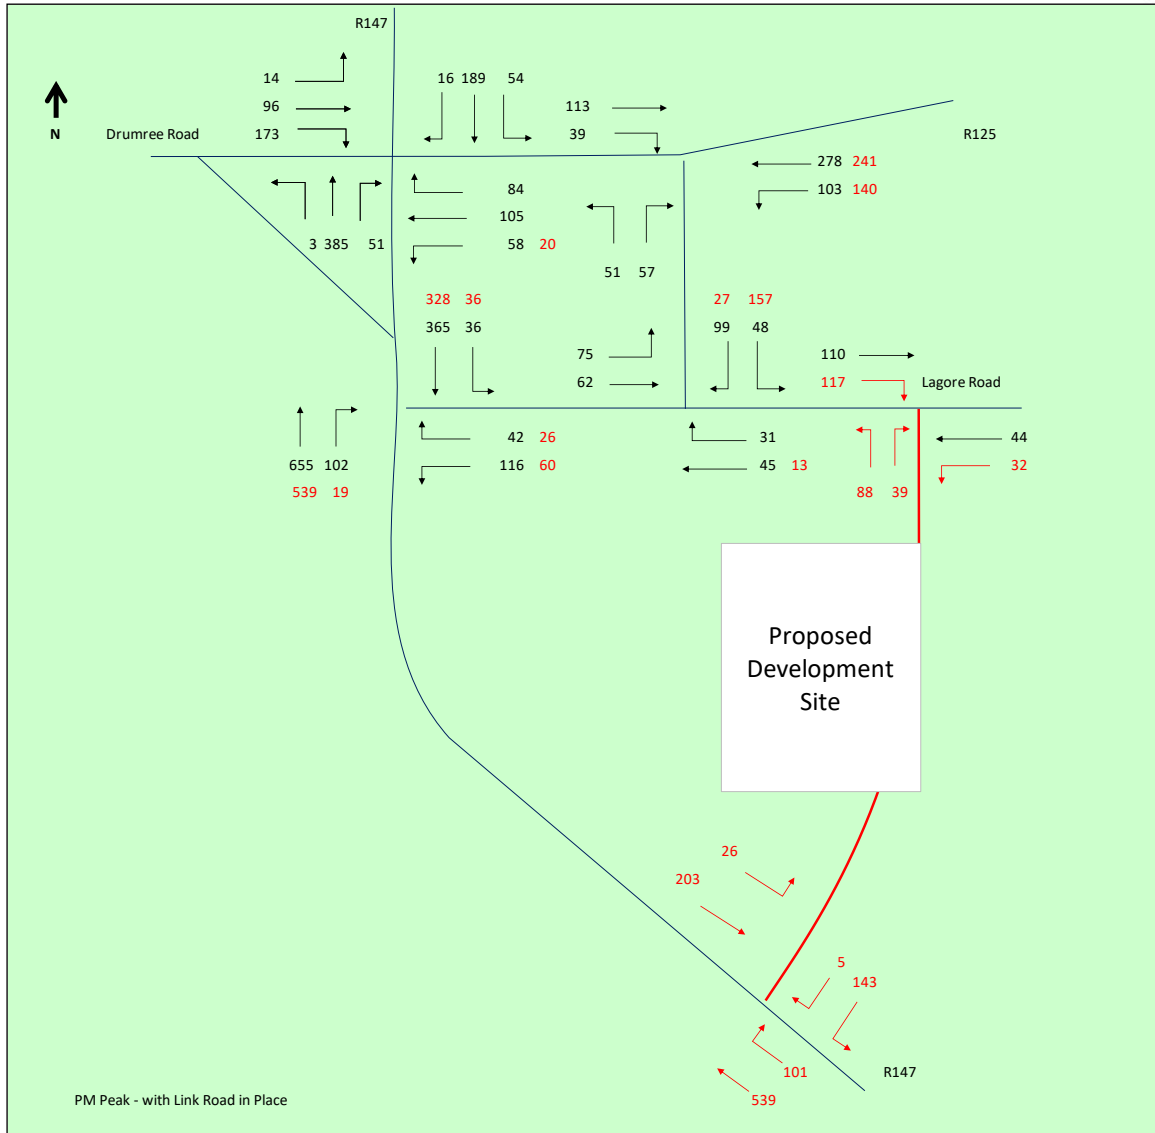 R147
14
16 189 54
96
113
N
Drumree Road
173
39
R125
278 241
84
103 140
105
3 385 51
58 20
51 57
328 36
27 157
365 36
99 48
75
110
62
117
Lagore Road
42 26
31
44
655 102
116 60
45 13
32
539 19
88 39
Proposed
Development
Site
26
203
5
143
101
R147
539
PM Peak - with Link Road in Place